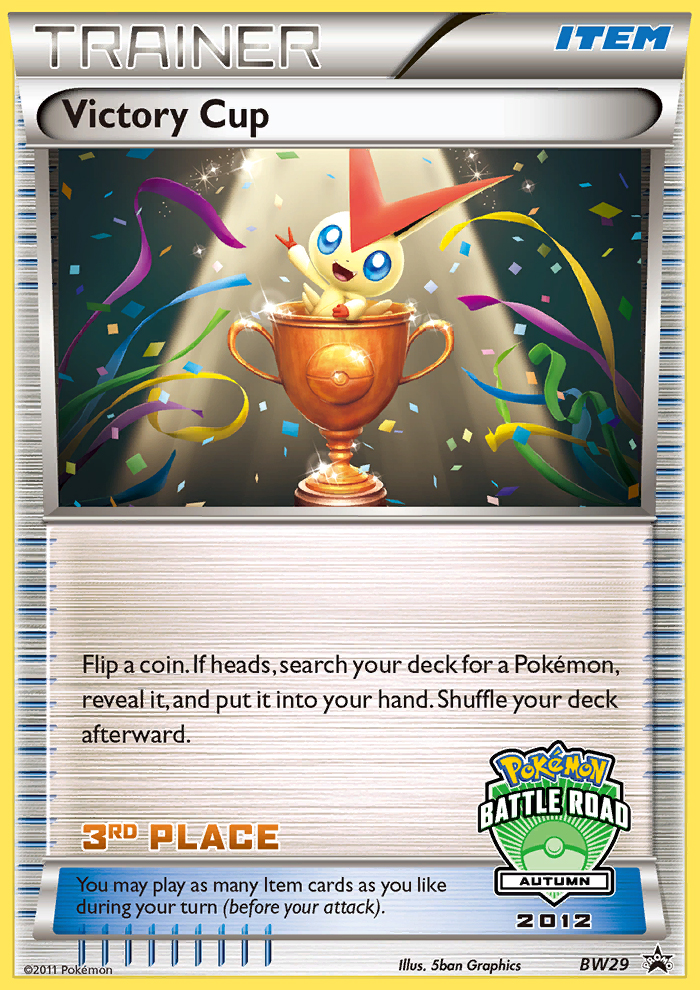 TRAINER
ITEM
Victory Cup
Flip a coin. If heads, search your deck for a Pokémon,
reveal it, and put it into your hand. Shuffle your deck
afterward.
3RD PLACE
Pokémon
BATTLE ROAD
AUTUMN
2012
You may play as many Item cards as you like
during your turn (before your attack).
©2011 Pokémon
Illus. 5ban Graphics
BW29
PROMO